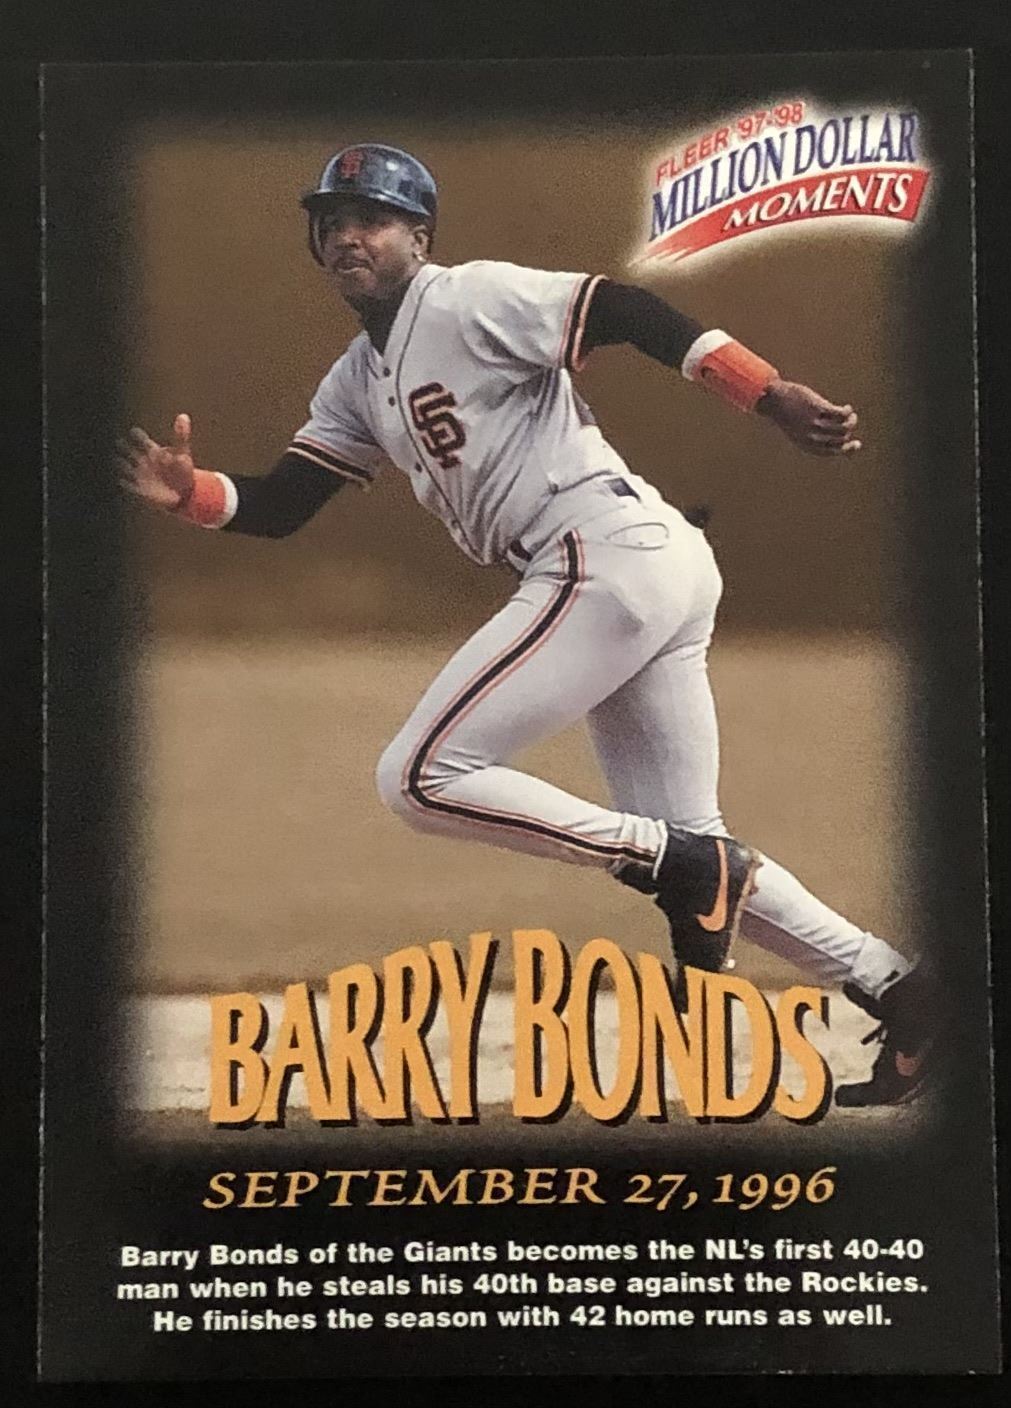 FLEER '97-'98
MILLION DOLLAR
MOMENTS
SF
SF
BARRY BONDS
SEPTEMBER 27, 1996
Barry Bonds of the Giants becomes the NL's first 40-40
man when he steals his 40th base against the Rockies.
He finishes the season with 42 home runs as well.